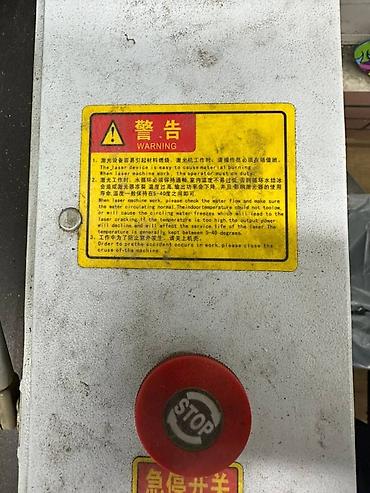 警告
WARNING
1. 激光设备容易引起材料燃烧, 激光机工作时, 请操作员必须在场值班。
The laser device is easy to cause material burning.
When laser machine work, the operator must on duty.
2. 激光工作时, 水循环必须保持通畅, 室内温度不易过低, 否则循环水结冰
会造成激光器冻裂 温度过高, 输出功率会下降, 并且影响激光器的使用
寿命, 温度一般保持在5-40度之间即可
When laser machine work, please check the water flow and make sure
the water circulating normal. The indoor temperature could not too low,
or will cause the circling water freezes which will lead to the
laser cracking, if the temperature is too high, the output power
will decline, and will affect the service life of the laser. The
temperature is generally kept between 5-40 degrees.
3. 工作中为了防止意外发生, 请关上机壳。
Order to prethe accident occurs in work, please close the
cruse of the machine.
STOP
急停开关